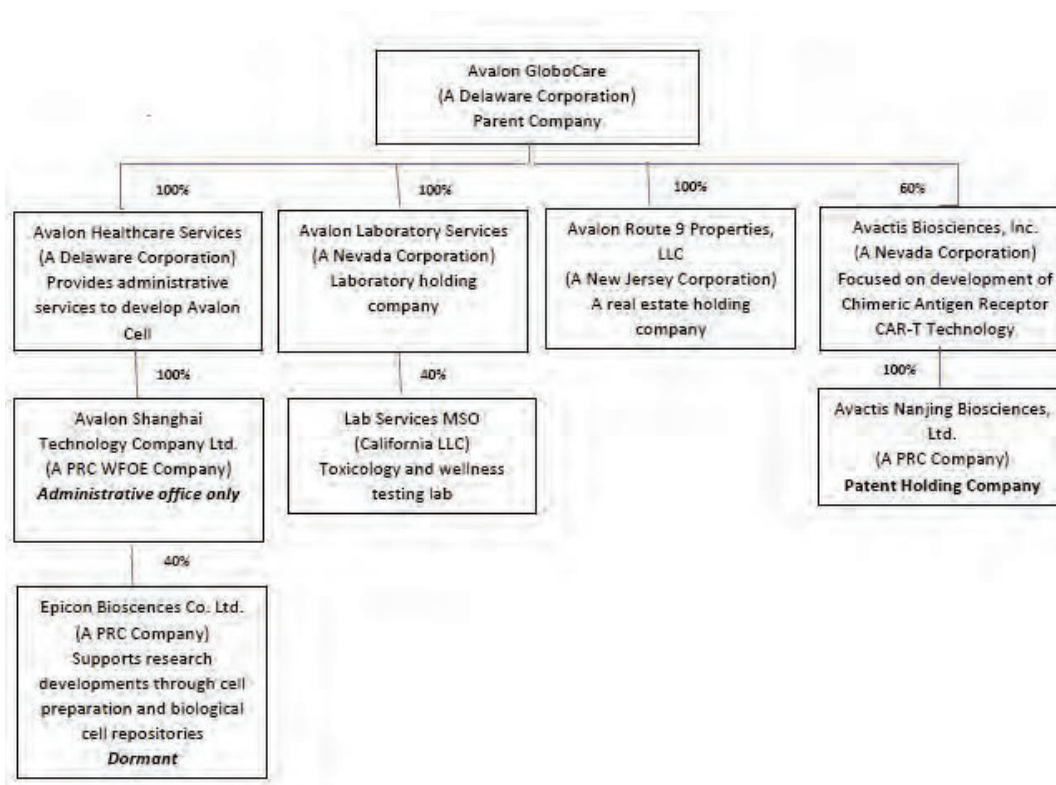 Avalon GloboCare
(A Delaware Corporation)
Parent Company
100%
100%
100%
60%
Avalon Healthcare Services
(A Delaware Corporation)
Provides administrative
services to develop Avalon
Cell
Avalon Laboratory Services
(A Nevada Corporation)
Laboratory holding
company
Avalon Route 9 Properties,
LLC
(A New Jersey Corporation)
A real estate holding
company
Avactis Biosciences, Inc.
(A Nevada Corporation)
Focused on development of
Chimeric Antigen Receptor
CAR-T Technology
100%
40%
100%
Avalon Shanghai
Technology Company Ltd.
(A PRC WFOE Company)
Administrative office only
Lab Services MSO
(California LLC)
Toxicology and wellness
testing lab
Avactis Nanjing Biosciences,
Ltd.
(A PRC Company)
Patent Holding Company
40%
Epicon Bioscences Co. Ltd.
(A PRC Company)
Supports research
developments through cell
preparation and biological
cell repositories
Dormant